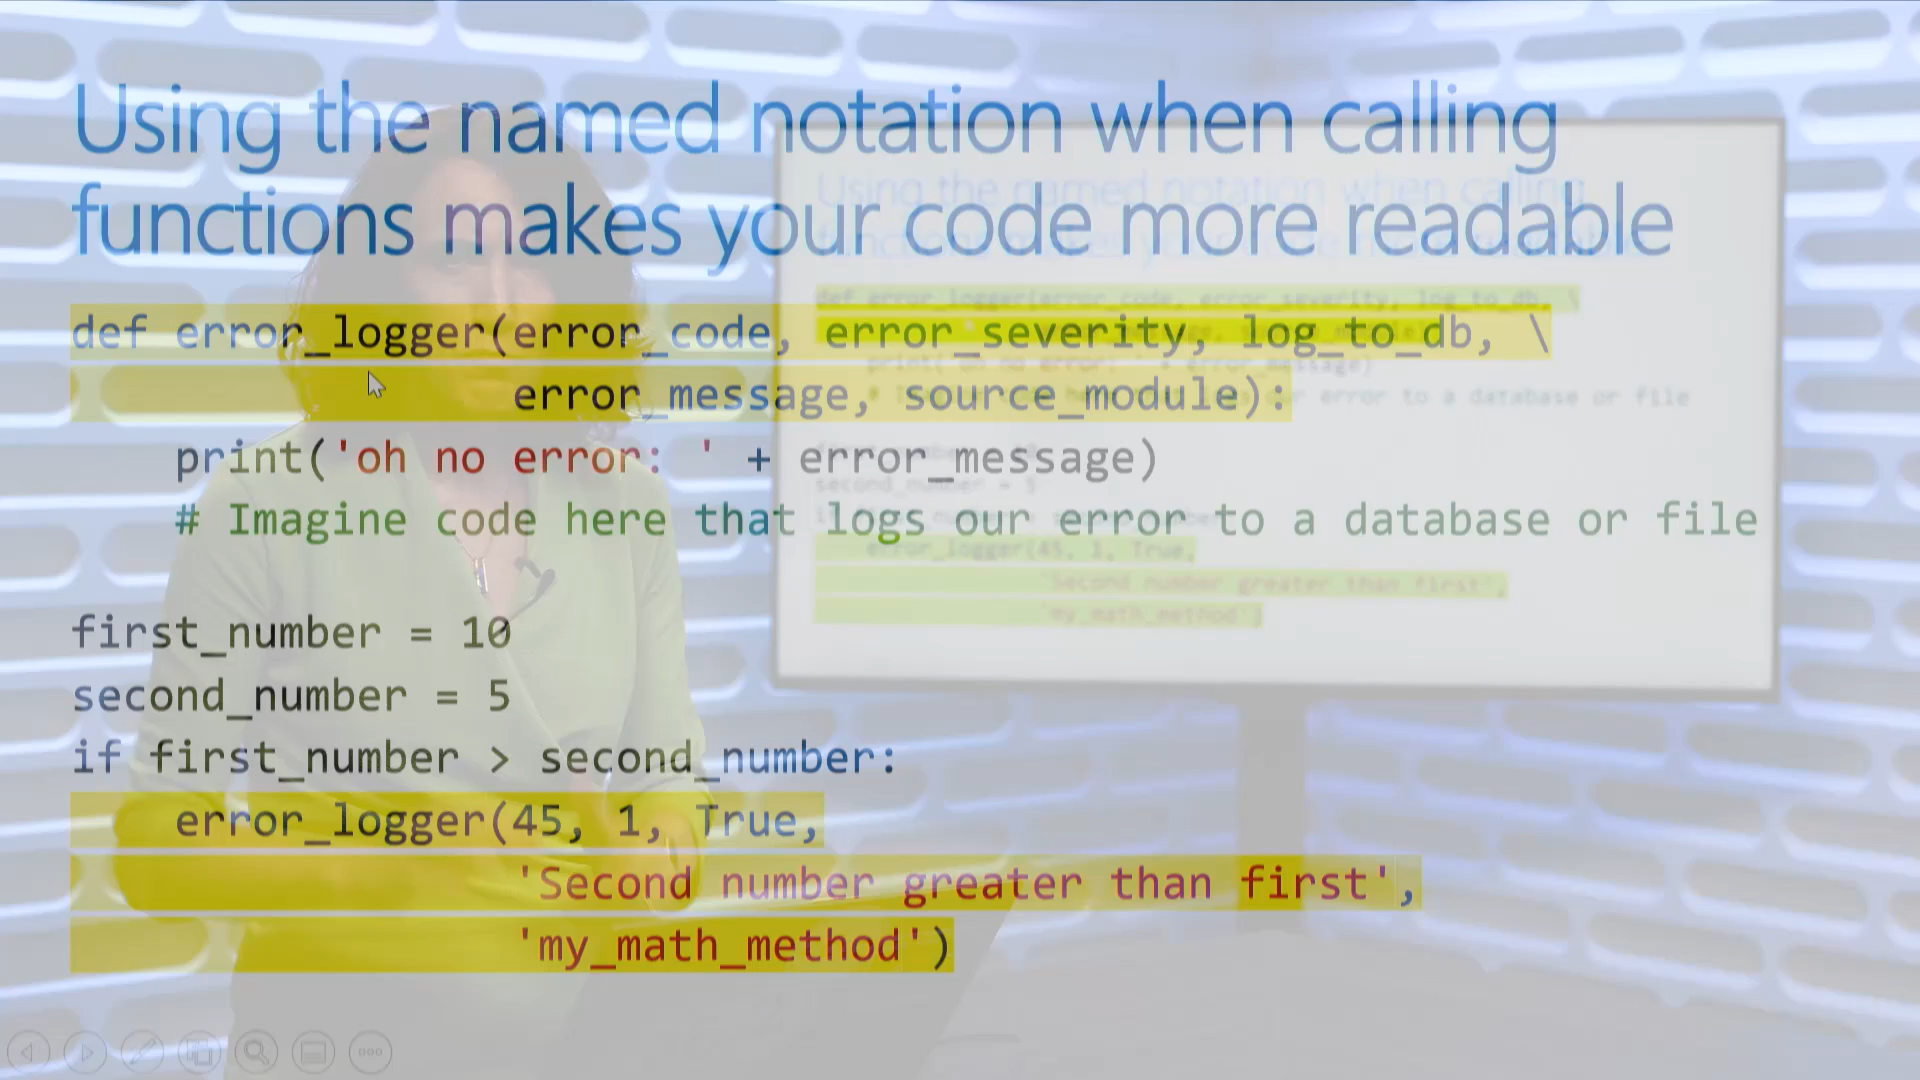 Using the named notation when calling
functions makes your code more readable
def error_logger(error_code, error_severity, log_to_db, \
error_message, source_module):
print('oh no error: ' + error_message)
# Imagine code here that logs our error to a database or file
first_number = 10
second_number = 5
if first_number > second_number:
error_logger(45, 1, True,
'Second number greater than first',
'my_math_method')